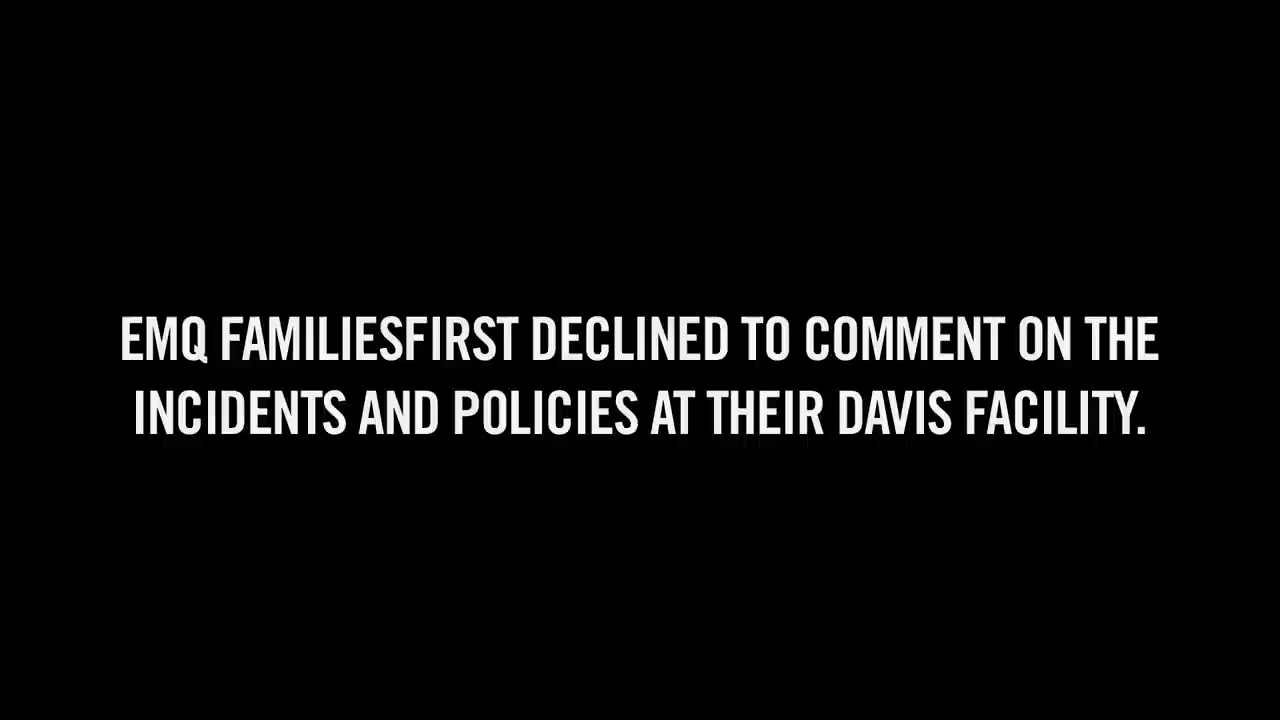 EMQ FAMILIESFIRST DECLINED TO COMMENT ON THE
INCIDENTS AND POLICIES AT THEIR DAVIS FACILITY.